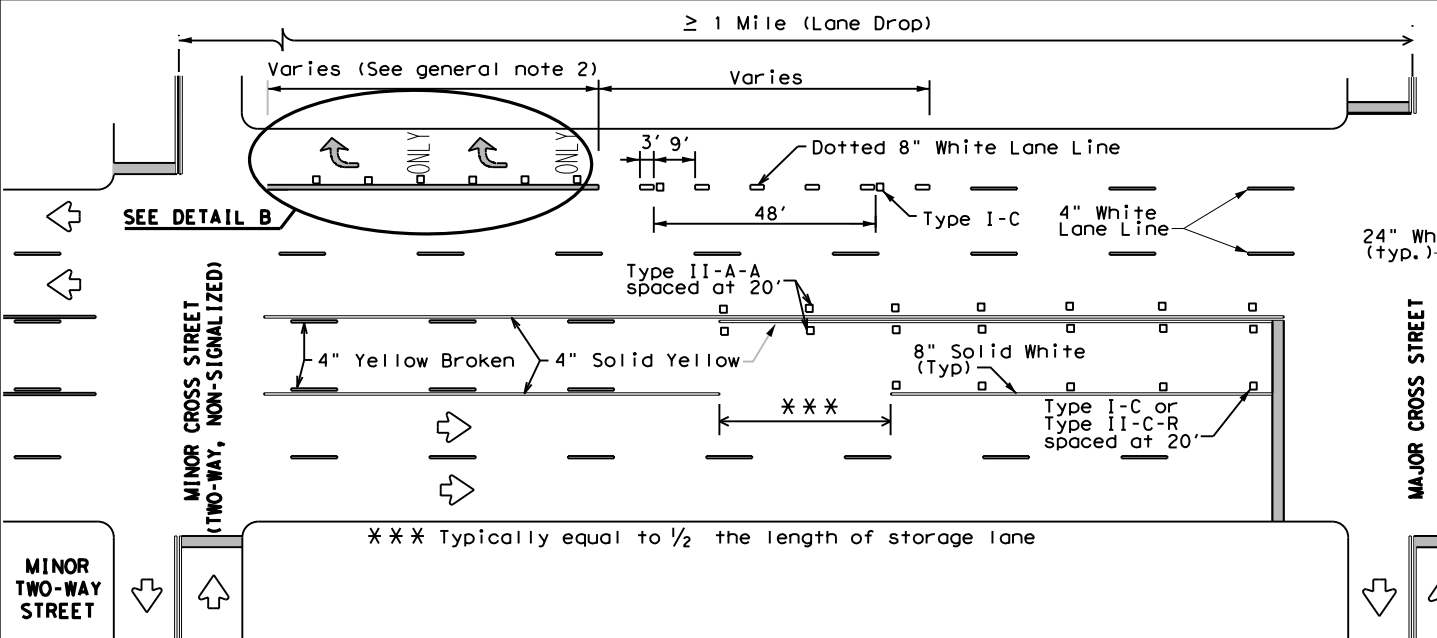 ≥ 1 Mile (Lane Drop)
Varies (See general note 2)
Varies
ONLY
ONLY
3' 9'
Dotted 8" White Lane Line
SEE DETAIL B
48'
Type I-C
4" White
Lane Line
24" Wh
(typ.)
Type II-A-A
spaced at 20'
4" Yellow Broken
4" Solid Yellow
8" Solid White
(Typ)
***
Type I-C or
Type II-C-R
spaced at 20'
MINOR CROSS STREET
(TWO-WAY, NON-SIGNALIZED)
MAJOR CROSS STREET
*** Typically equal to ½ the length of storage lane
MINOR
TWO-WAY
STREET